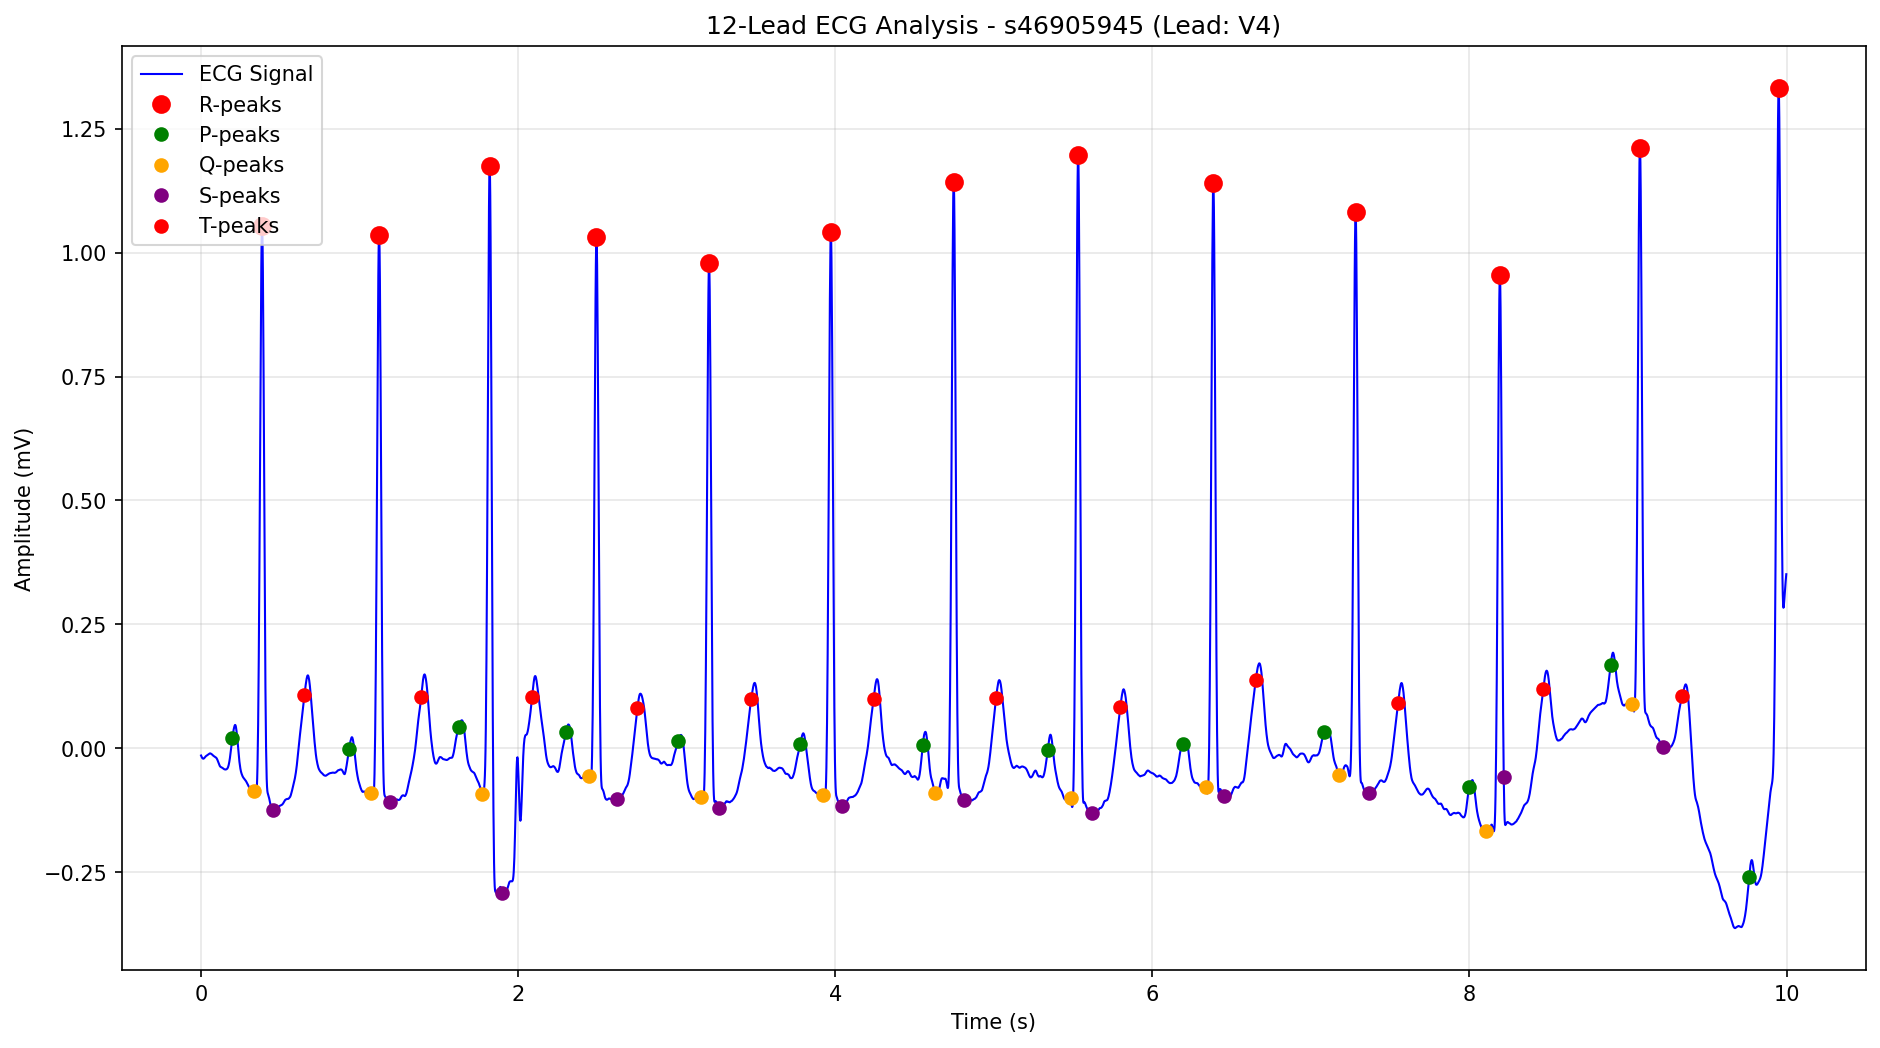 12-Lead ECG Analysis - s46905945 (Lead: V4)
ECG Signal
R-peaks
P-peaks
Q-peaks
S-peaks
T-peaks
Amplitude (mV)
1.25
1.00
0.75
0.50
0.25
0.00
−0.25
0 2 4 6 8 10
Time (s)